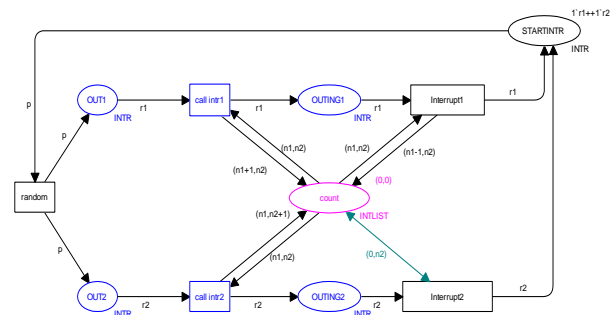 1`r1++1`r2
STARTINTR
INTR
p
OUT1
r1
call intr1
r1
OUTING1
r1
Interrupt1
r1
INTR
INTR
p
(n1,n2)
(n1,n2)
(n1+1,n2)
(n1-1,n2)
random
count
(0,0)
INTLIST
(n1,n2+1)
p
(n1,n2)
(0,n2)
OUT2
r2
call intr2
r2
OUTING2
r2
Interrupt2
r2
INTR
INTR